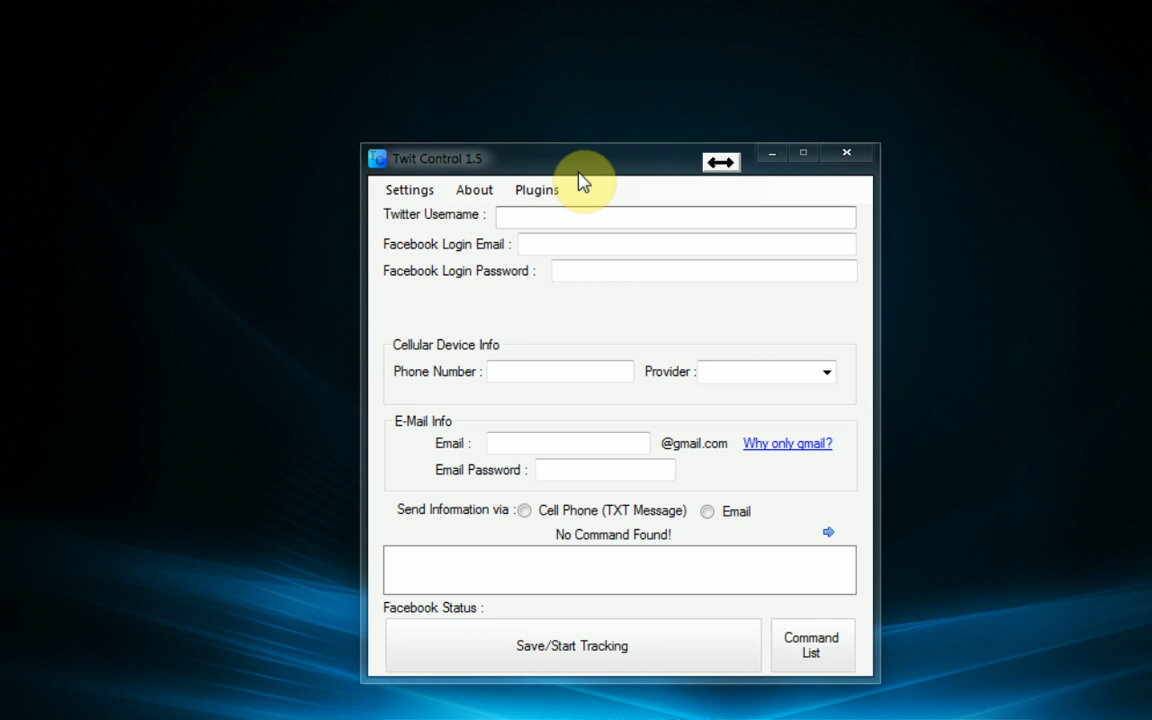 Twit Control 1.5
Settings About Plugins
Twitter Username :
Facebook Login Email :
Facebook Login Password :
Cellular Device Info
Phone Number : Provider :
E-Mail Info
Email : @gmail.com Why only gmail?
Email Password :
Send Information via : Cell Phone (TXT Message) Email
No Command Found!
Facebook Status :
Save/Start Tracking
Command
List